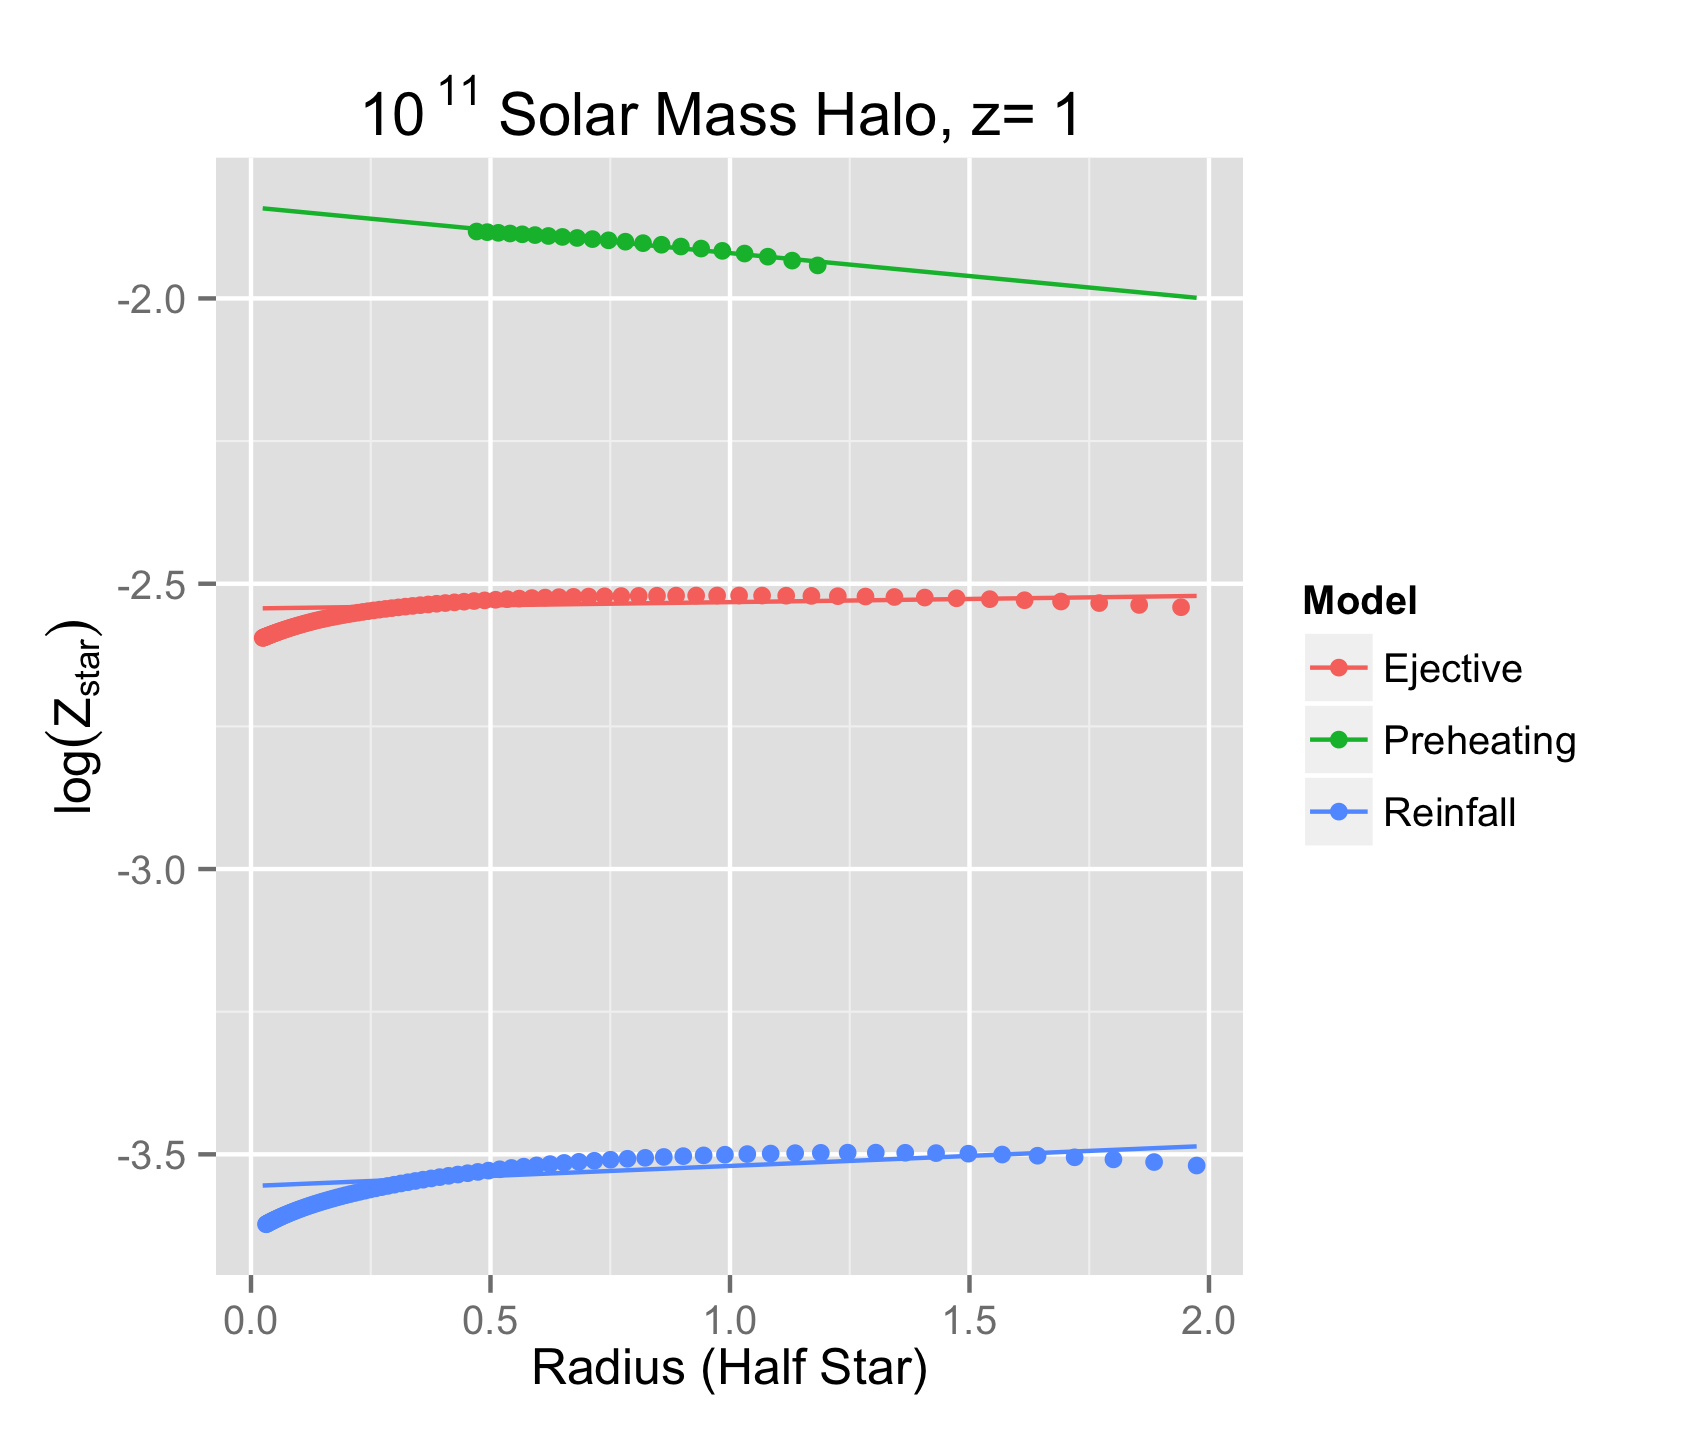 10 11 Solar Mass Halo, z= 1
-2.0
-2.5
-3.0
-3.5
log(Zstar)
0.0 0.5 1.0 1.5 2.0
Radius (Half Star)
Model
Ejective
Preheating
Reinfall